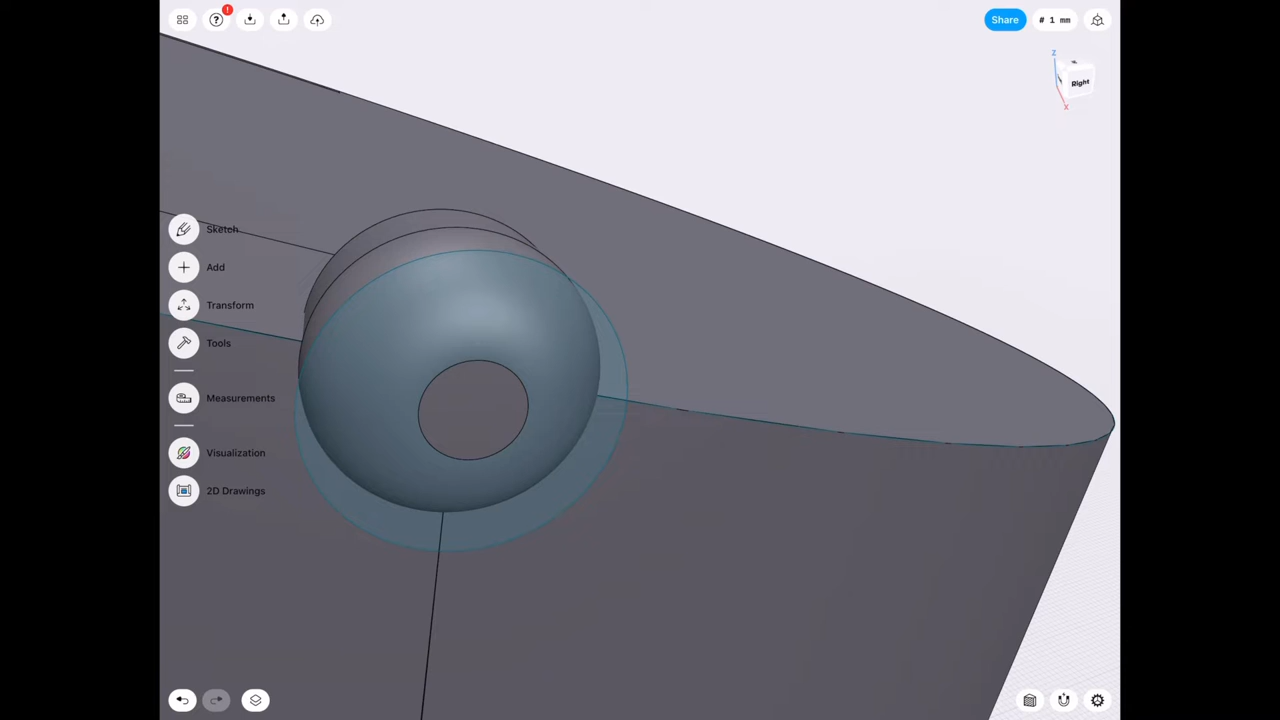 !
Share
# 1 mm
Z
Right
X
Sketch
Add
Transform
Tools
Measurements
Visualization
2D Drawings